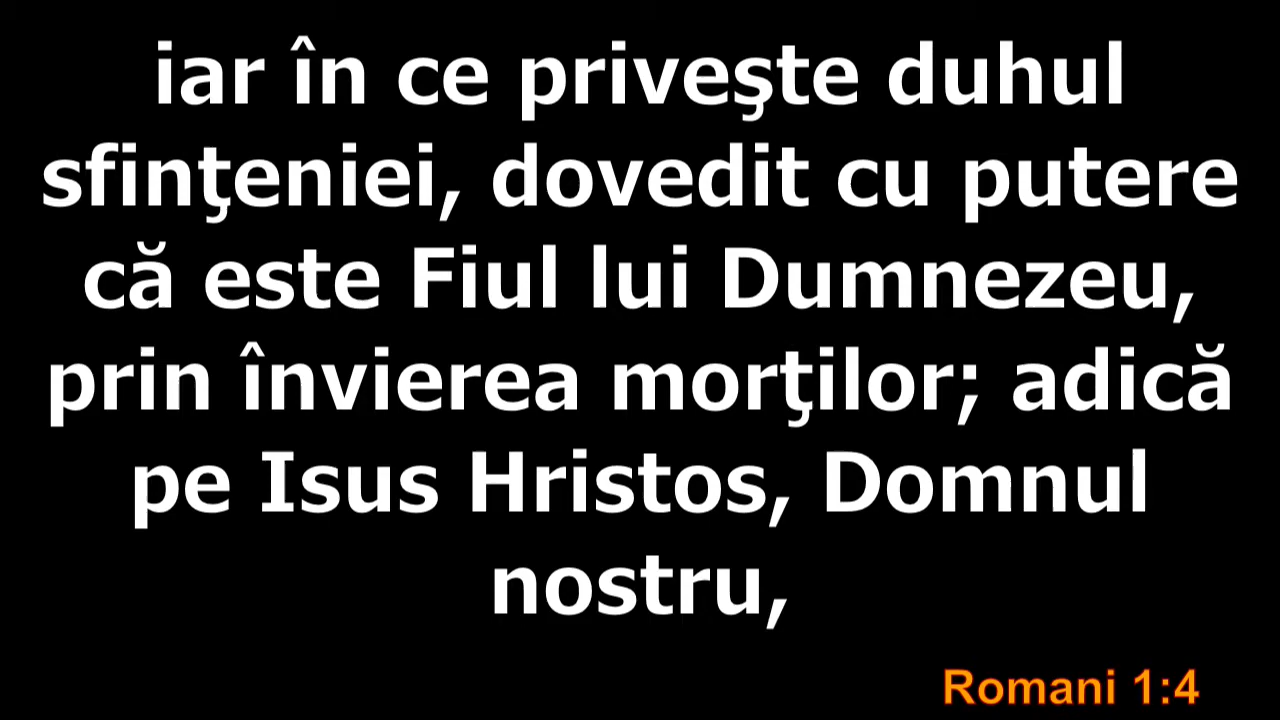 iar în ce priveşte duhul
sfinţeniei, dovedit cu putere
că este Fiul lui Dumnezeu,
prin învierea morţilor; adică
pe Isus Hristos, Domnul
nostru,
Romani 1:4